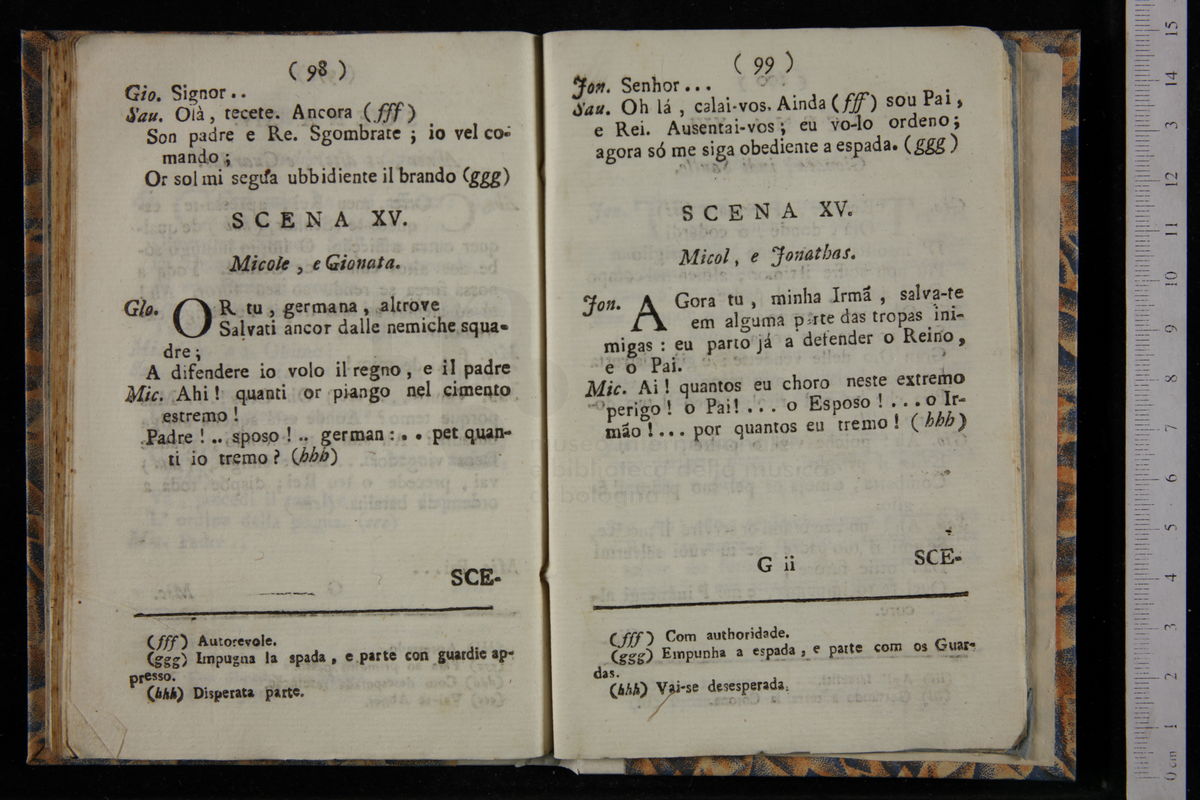 ( 98 )
Gio. Signor ..
Sau. Olà, tecete. Ancora (fff)
Son padre e Re. Sgombrate ; io vel co-
mando ;
Or sol mi segua ubbidiente il brando (ggg)
SCENA XV.
Micole , e Gionata.
Gio. OR tu , germana , altrove
Salvati ancor dalle nemiche squa-
dre ;
A difendere io volo il regno , e il padre
Mic. Ahi ! quanti or piango nel cimento
estremo !
Padre ! .. sposo ! .. german : . . pet quan-
ti io tremo ? (hhh)
SCE-
(fff) Autorevole.
(ggg) Impugna la spada , e parte con guardie ap-
presso.
(hhh) Disperata parte.
( 99 )
Jon. Senhor ...
Sau. Oh lá , calai-vos. Ainda (fff) sou Pai ,
e Rei. Ausentai-vos ; eu vo-lo ordeno ;
agora só me siga obediente a espada. (ggg)
SCENA XV.
Micol , e Jonathas.
Jon. AGora tu , minha Irmã , salva-te
em alguma parte das tropas ini-
migas : eu parto já a defender o Reino ,
e o Pai.
Mic. Ai ! quantos eu choro neste extremo
perigo ! o Pai ! ... o Esposo ! ... o Ir-
mão ! ... por quantos eu tremo ! (hhh)
G ii
SCE-
(fff) Com authoridade.
(ggg) Empunha a espada , e parte com os Guar-
das.
(hhh) Vai-se desesperada.
museo internazionale
e biblioteca della musica
di bologna